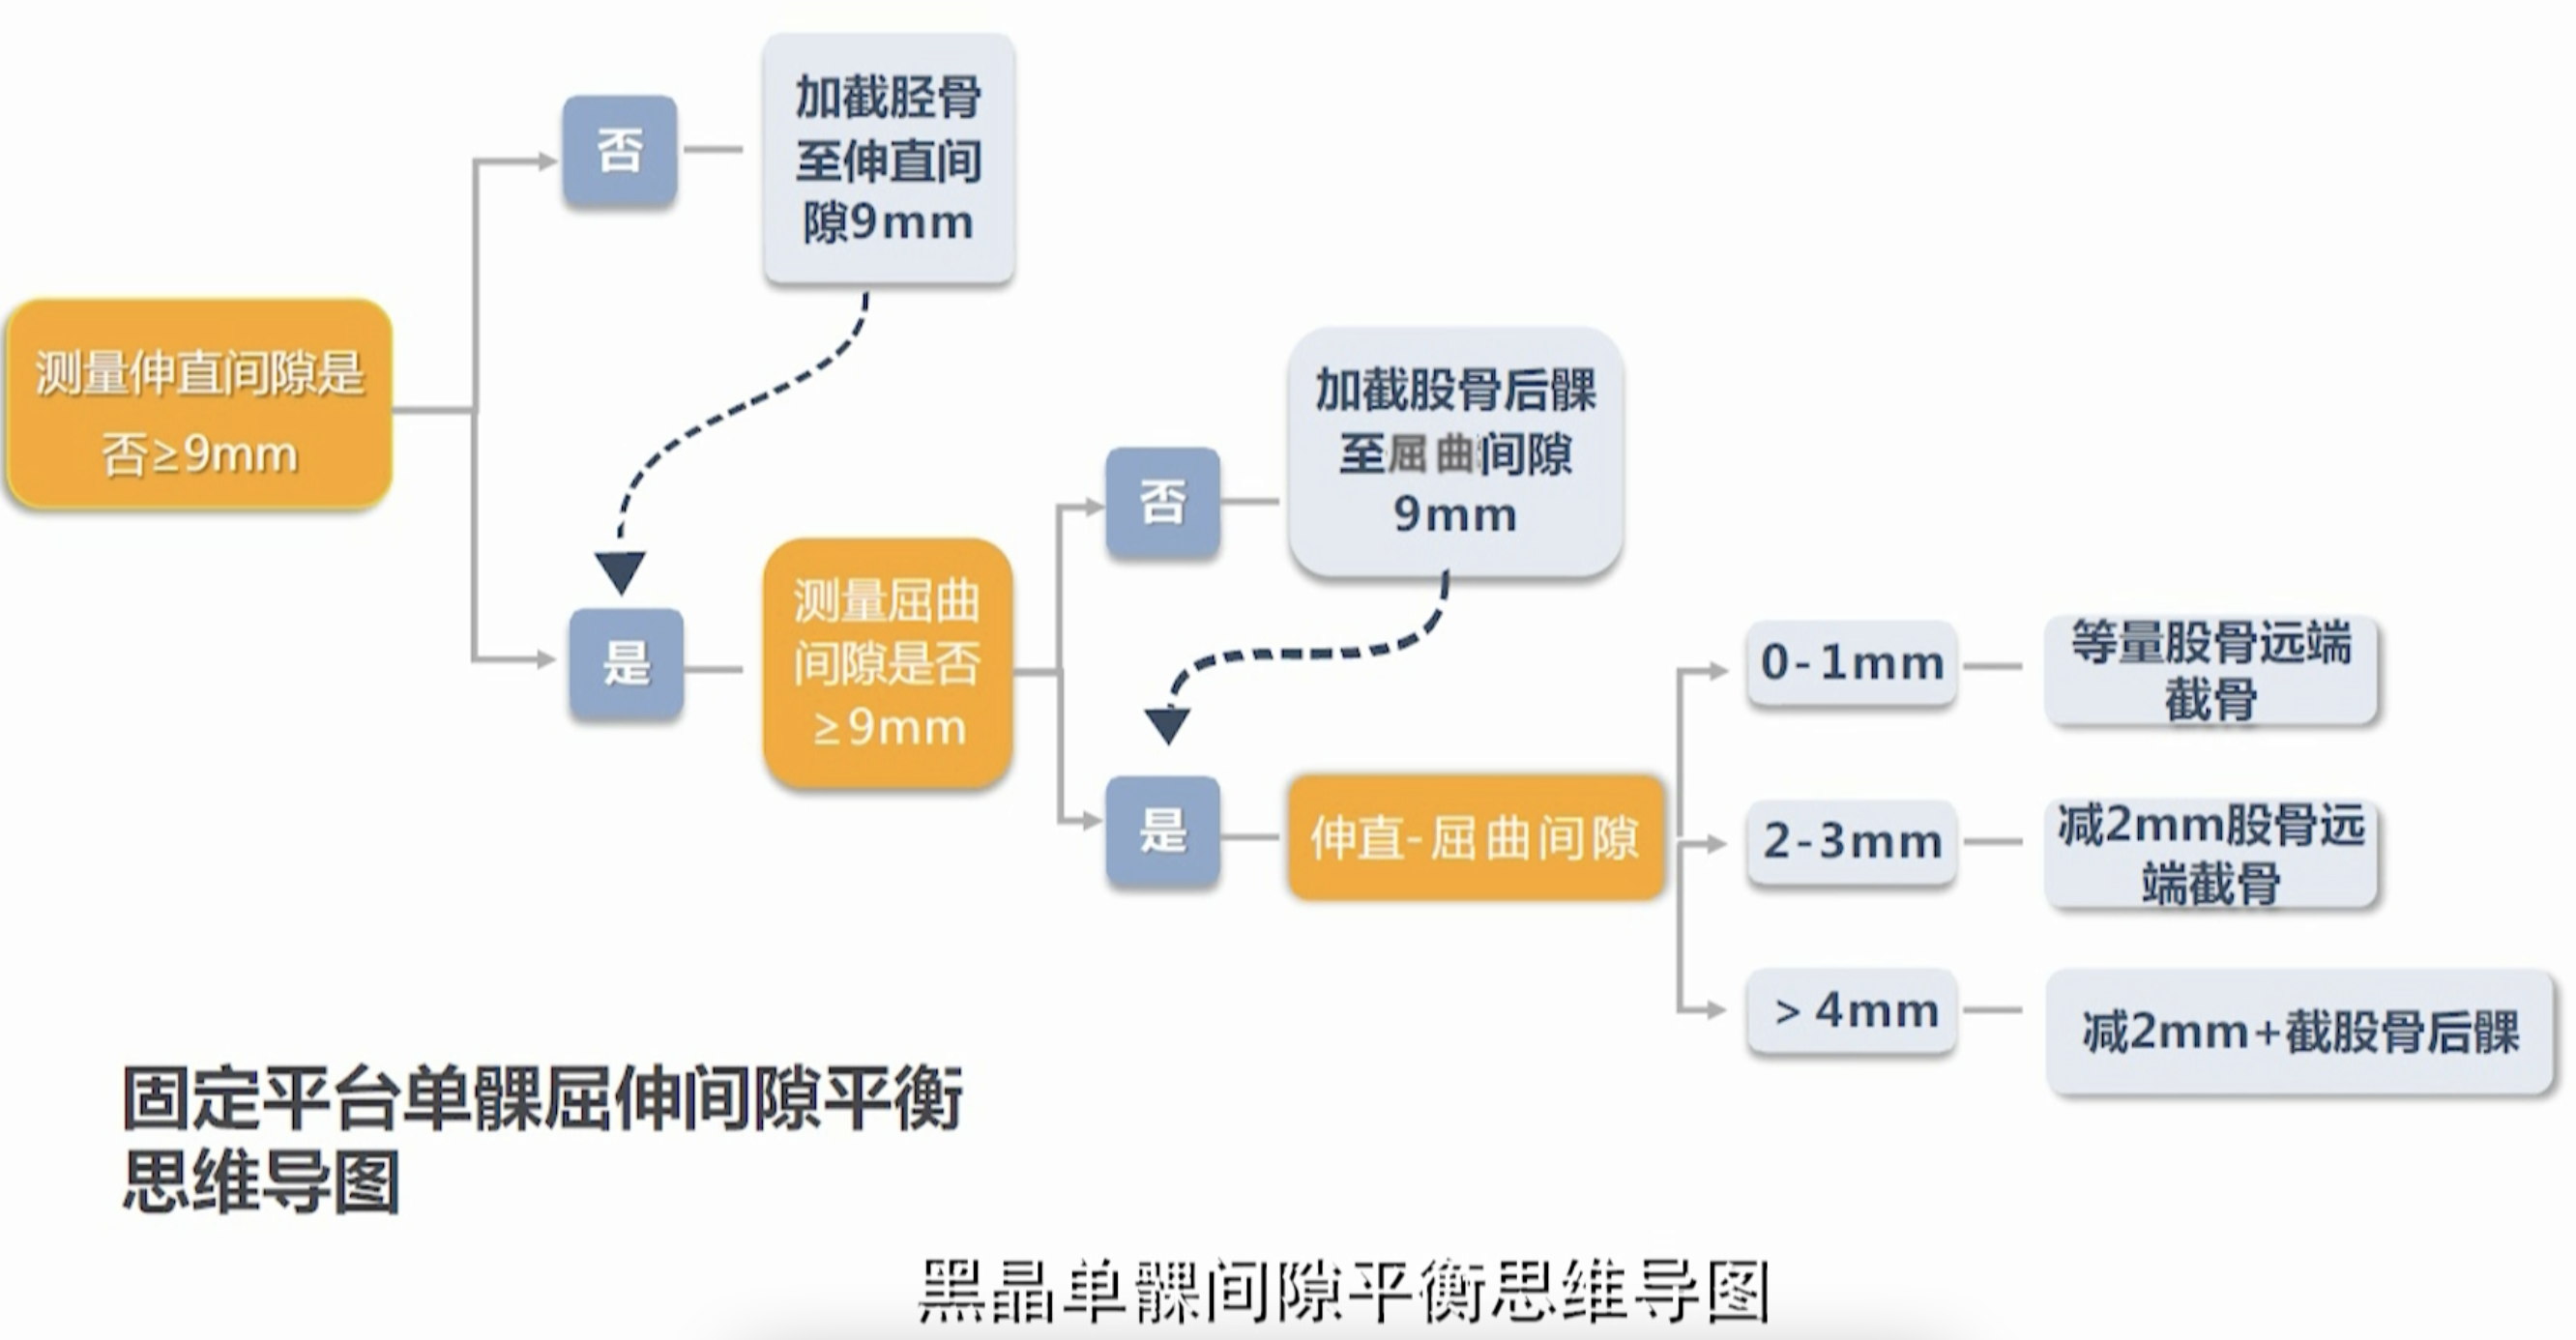 否
加截胫骨
至伸直间
隙9mm
测量伸直间隙是
否≥9mm
是
测量屈曲
间隙是否
≥9mm
否
加截股骨后髁
至屈曲间隙
9mm
是
伸直-屈曲间隙
0-1mm
等量股骨远端
截骨
2-3mm
减2mm股骨远
端截骨
>4mm
减2mm+截股骨后髁
固定平台单髁屈伸间隙平衡
思维导图
黑晶单髁间隙平衡思维导图